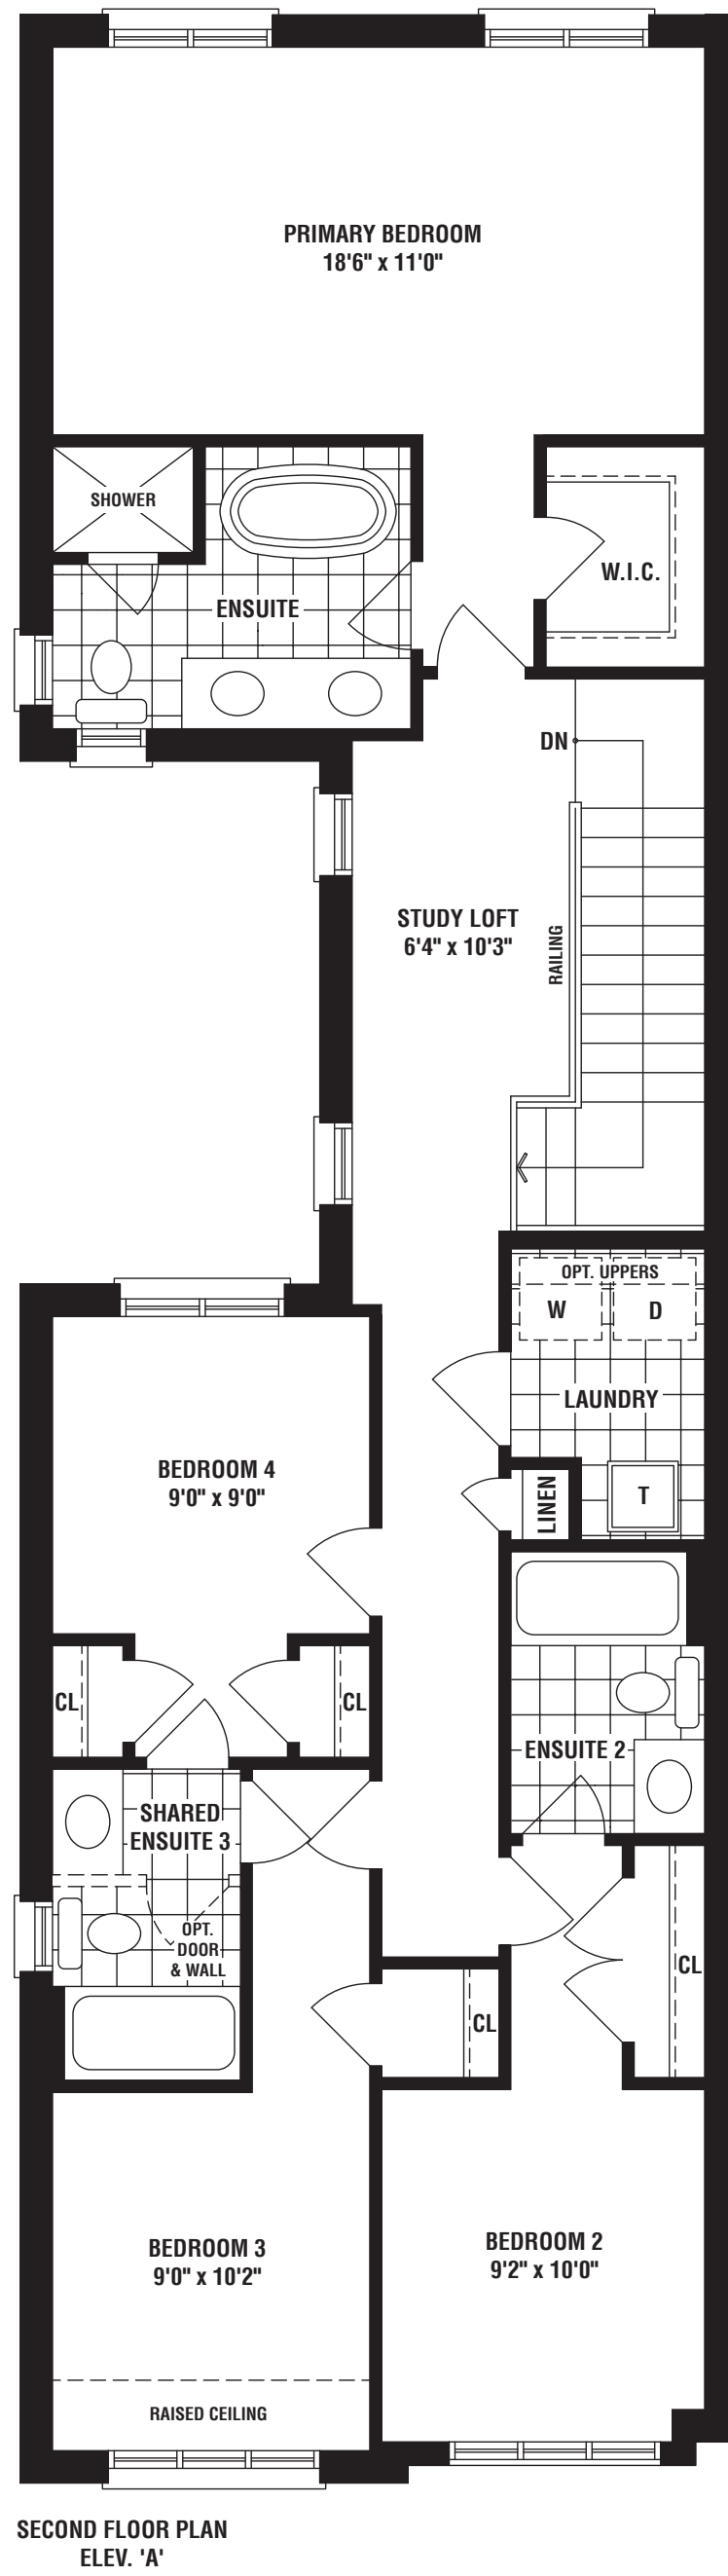 PRIMARY BEDROOM
18'6" x 11'0"
SHOWER
ENSUITE
W.I.C.
DN
STUDY LOFT
6'4" x 10'3"
RAILING
OPT. UPPERS
W
D
LAUNDRY
BEDROOM 4
9'0" x 9'0"
LINEN
T
CL
CL
ENSUITE 2
SHARED
ENSUITE 3
OPT.
DOOR
& WALL
CL
CL
BEDROOM 3
9'0" x 10'2"
BEDROOM 2
9'2" x 10'0"
RAISED CEILING
SECOND FLOOR PLAN
ELEV. 'A'